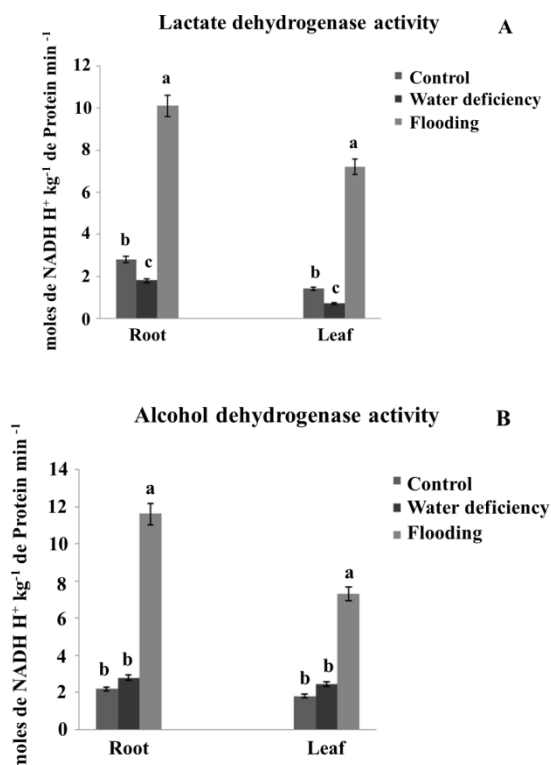 Lactate dehydrogenase activity A
moles de NADH H⁺ kg⁻¹ de Protein min ⁻¹
12
10
8
6
4
2
0
b
c
a
b
c
a
Root
Leaf
Control
Water deficiency
Flooding
Alcohol dehydrogenase activity B
moles de NADH H⁺ kg⁻¹ de Protein min ⁻¹
14
12
10
8
6
4
2
0
b
b
a
b
b
a
Root
Leaf
Control
Water deficiency
Flooding